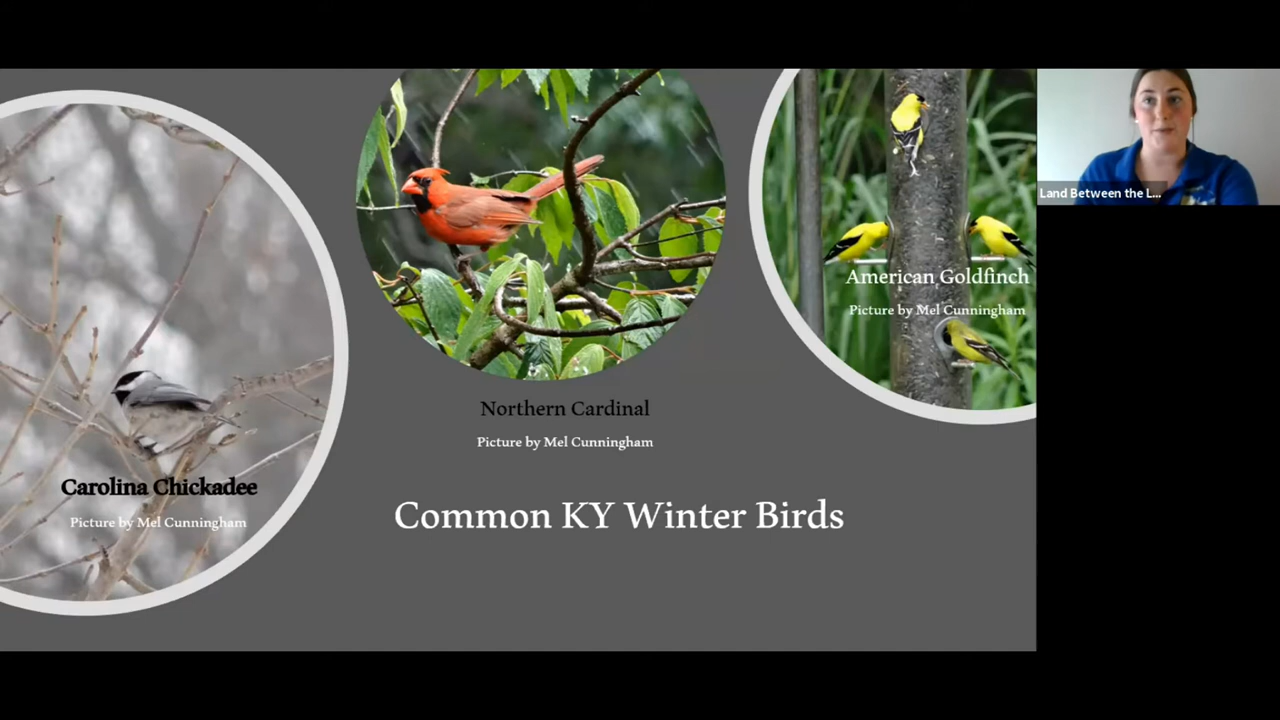 Carolina Chickadee
Picture by Mel Cunningham
Northern Cardinal
Picture by Mel Cunningham
American Goldfinch
Picture by Mel Cunningham
Common KY Winter Birds
Land Between the L...